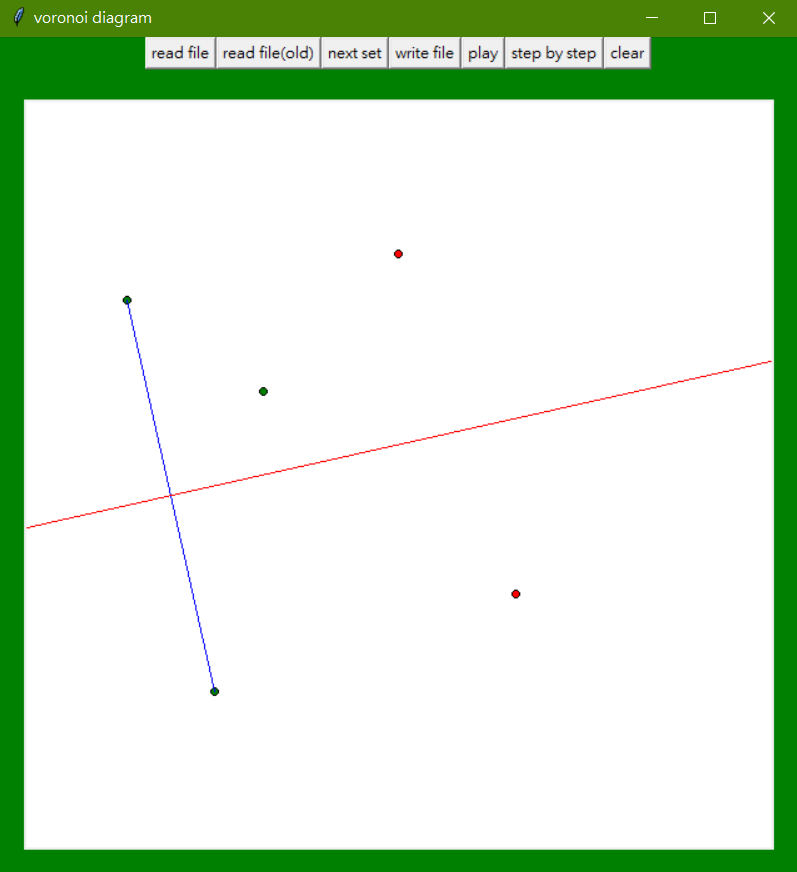 voronoi diagram
read file read file(old) next set write file play step by step clear